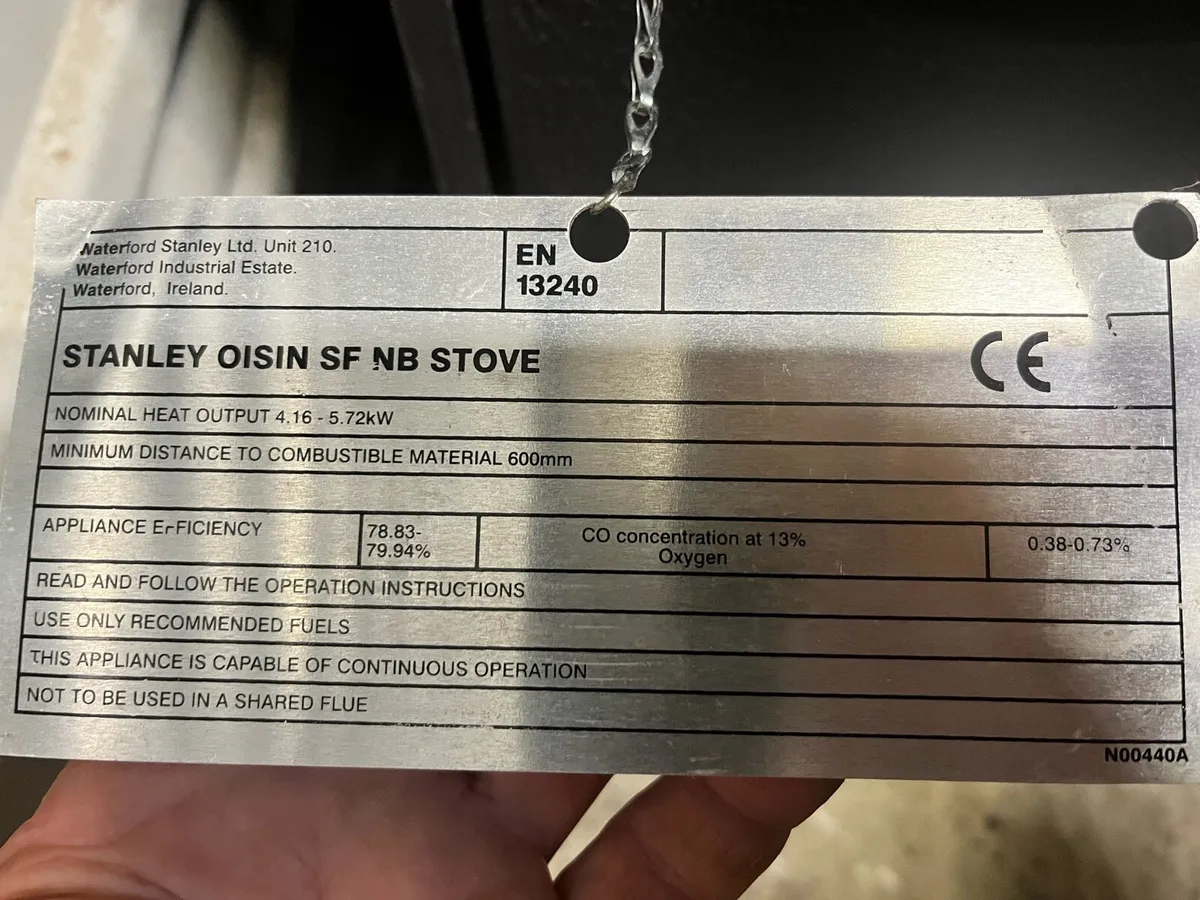 Waterford Stanley Ltd. Unit 210.
Waterford Industrial Estate.
Waterford, Ireland.
EN
13240
STANLEY OISIN SF NB STOVE
CE
NOMINAL HEAT OUTPUT 4.16 - 5.72kW
MINIMUM DISTANCE TO COMBUSTIBLE MATERIAL 600mm
APPLIANCE EFFICIENCY
78.83-
79.94%
CO concentration at 13%
Oxygen
0.38-0.73%
READ AND FOLLOW THE OPERATION INSTRUCTIONS
USE ONLY RECOMMENDED FUELS
THIS APPLIANCE IS CAPABLE OF CONTINUOUS OPERATION
NOT TO BE USED IN A SHARED FLUE
N00440A